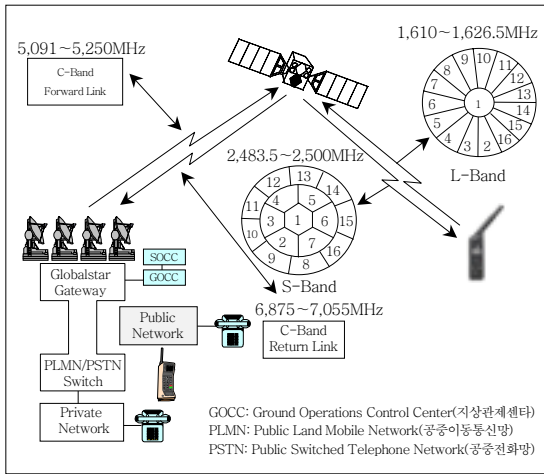 5,091~5,250MHz
C-Band
Forward Link
1,610~1,626.5MHz
10
9
11
8
12
7
13
6
1
14
5
15
4
16
3
2
L-Band
2,483.5~2,500MHz
13
12
14
4
5
11
3
1
6
15
10
2
7
16
9
8
S-Band
SOCC
GOCC
Globalstar
Gateway
Public
Network
6,875~7,055MHz
C-Band
Return Link
PLMN/PSTN
Switch
Private
Network
GOCC: Ground Operations Control Center(지상관제센타)
PLMN: Public Land Mobile Network(공중이동통신망)
PSTN: Public Switched Telephone Network(공중전화망)